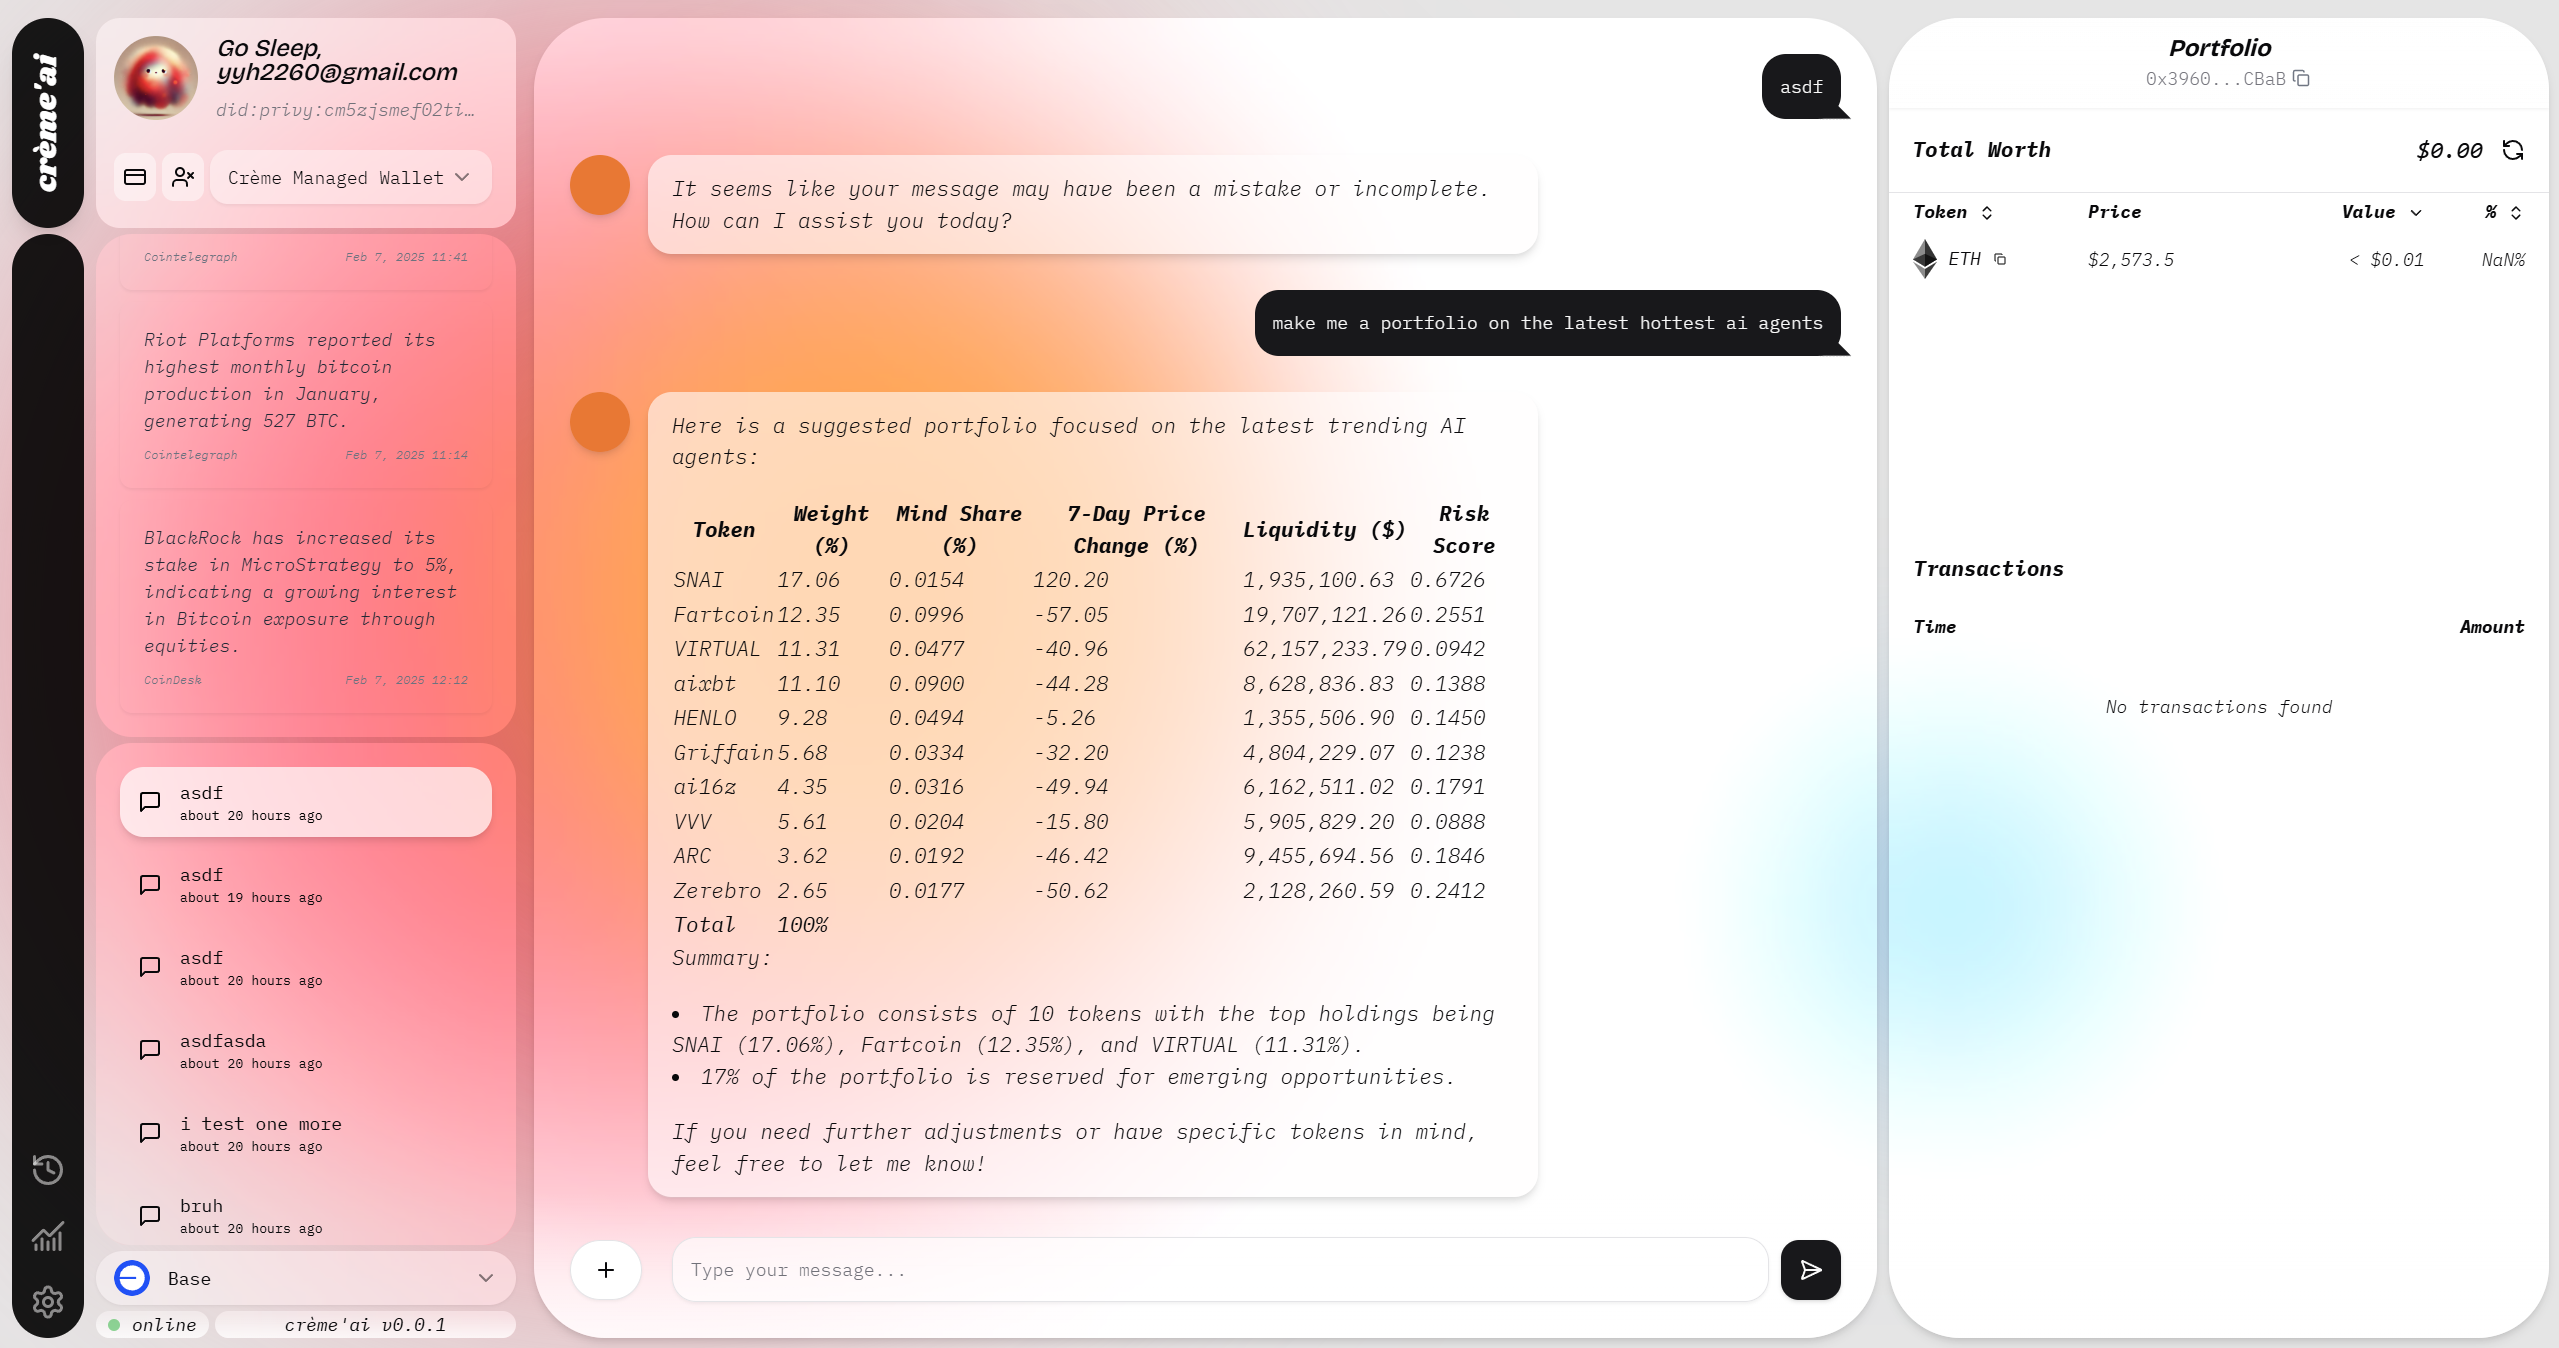 crème'ai
Go Sleep,
yyh2260@gmail.com
did:privy:cm5zjsmef02ti…
Crème Managed Wallet
Cointelegraph Feb 7, 2025 11:41
Riot Platforms reported its
highest monthly bitcoin
production in January,
generating 527 BTC.
Cointelegraph Feb 7, 2025 11:14
BlackRock has increased its
stake in MicroStrategy to 5%,
indicating a growing interest
in Bitcoin exposure through
equities.
CoinDesk Feb 7, 2025 12:12
asdf
about 20 hours ago
asdf
about 19 hours ago
asdf
about 20 hours ago
asdfasda
about 20 hours ago
i test one more
about 20 hours ago
bruh
about 20 hours ago
Base
online crème'ai v0.0.1
asdf
It seems like your message may have been a mistake or incomplete.
How can I assist you today?
make me a portfolio on the latest hottest ai agents
Here is a suggested portfolio focused on the latest trending AI
agents:
Token Weight (%) Mind Share (%) 7-Day Price Change (%) Liquidity ($) Risk Score
SNAI 17.06 0.0154 120.20 1,935,100.63 0.6726
Fartcoin 12.35 0.0996 -57.05 19,707,121.26 0.2551
VIRTUAL 11.31 0.0477 -40.96 62,157,233.79 0.0942
aixbt 11.10 0.0900 -44.28 8,628,836.83 0.1388
HENLO 9.28 0.0494 -5.26 1,355,506.90 0.1450
Griffain 5.68 0.0334 -32.20 4,804,229.07 0.1238
ai16z 4.35 0.0316 -49.94 6,162,511.02 0.1791
VVV 5.61 0.0204 -15.80 5,905,829.20 0.0888
ARC 3.62 0.0192 -46.42 9,455,694.56 0.1846
Zerebro 2.65 0.0177 -50.62 2,128,260.59 0.2412
Total 100%
Summary:
• The portfolio consists of 10 tokens with the top holdings being
SNAI (17.06%), Fartcoin (12.35%), and VIRTUAL (11.31%).
• 17% of the portfolio is reserved for emerging opportunities.
If you need further adjustments or have specific tokens in mind,
feel free to let me know!
Type your message...
Portfolio
0x3960...CBaB
Total Worth $0.00
Token Price Value %
ETH $2,573.5 < $0.01 NaN%
Transactions
Time Amount
No transactions found